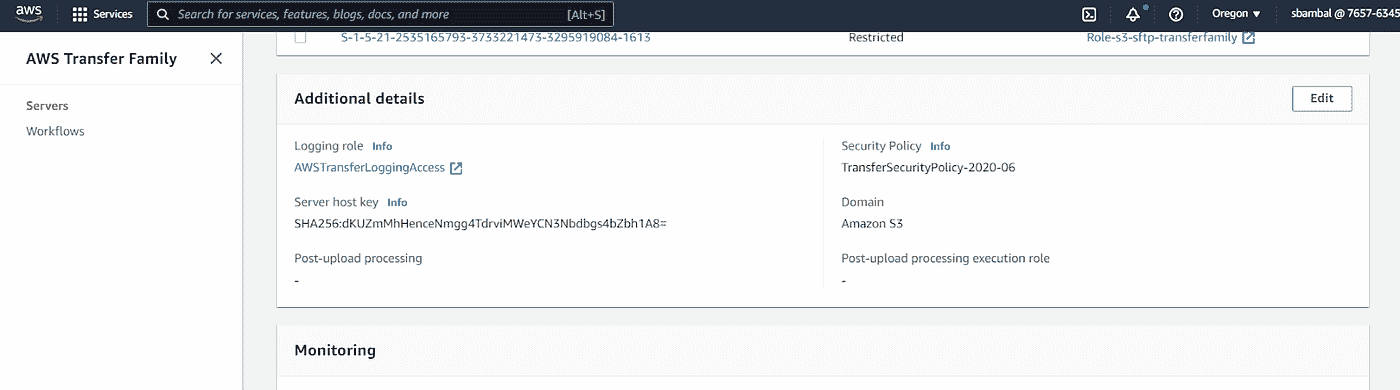 aws Services Search for services, features, blogs, docs, and more [Alt+S] Oregon ▼ sbambal @ 7657-6345
S-1-5-21-2535165793-3733221473-3295919084-1613 Restricted Role-s3-sftp-transferfamily
AWS Transfer Family
Servers
Workflows
Additional details Edit
Logging role Info
AWSTransferLoggingAccess
Security Policy Info
TransferSecurityPolicy-2020-06
Server host key Info
SHA256:dKUZmMhHenceNmgg4TdrviMWeYCN3Nbdbgs4bZbh1A8=
Domain
Amazon S3
Post-upload processing
-
Post-upload processing execution role
-
Monitoring